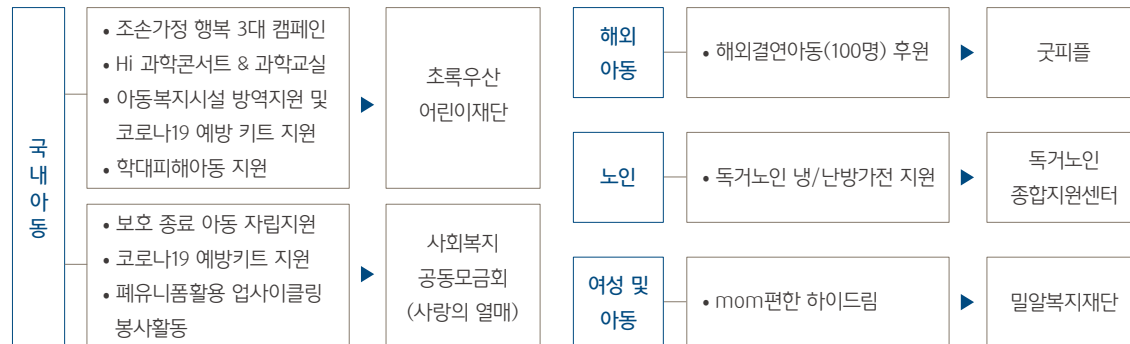 국
내
아
동
• 조손가정 행복 3대 캠페인
• Hi 과학콘서트 & 과학교실
• 아동복지시설 방역지원 및
코로나19 예방 키트 지원
• 학대피해아동 지원
초록우산
어린이재단
• 보호 종료 아동 자립지원
• 코로나19 예방키트 지원
• 폐유니폼활용 업사이클링
봉사활동
사회복지
공동모금회
(사랑의 열매)
해외
아동
• 해외결연아동(100명) 후원
굿피플
노인
• 독거노인 냉/난방가전 지원
독거노인
종합지원센터
여성 및
아동
• mom편한 하이드림
밀알복지재단